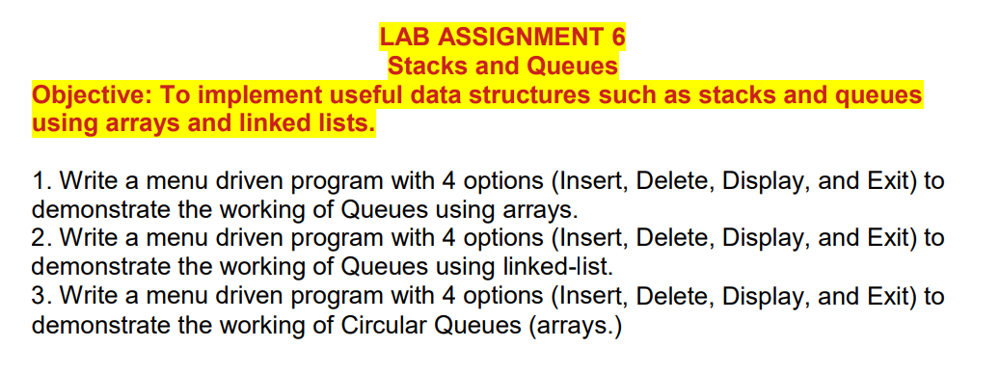 LAB ASSIGNMENT 6
Stacks and Queues
Objective: To implement useful data structures such as stacks and queues
using arrays and linked lists.
1. Write a menu driven program with 4 options (Insert, Delete, Display, and Exit) to
demonstrate the working of Queues using arrays.
2. Write a menu driven program with 4 options (Insert, Delete, Display, and Exit) to
demonstrate the working of Queues using linked-list.
3. Write a menu driven program with 4 options (Insert, Delete, Display, and Exit) to
demonstrate the working of Circular Queues (arrays.)